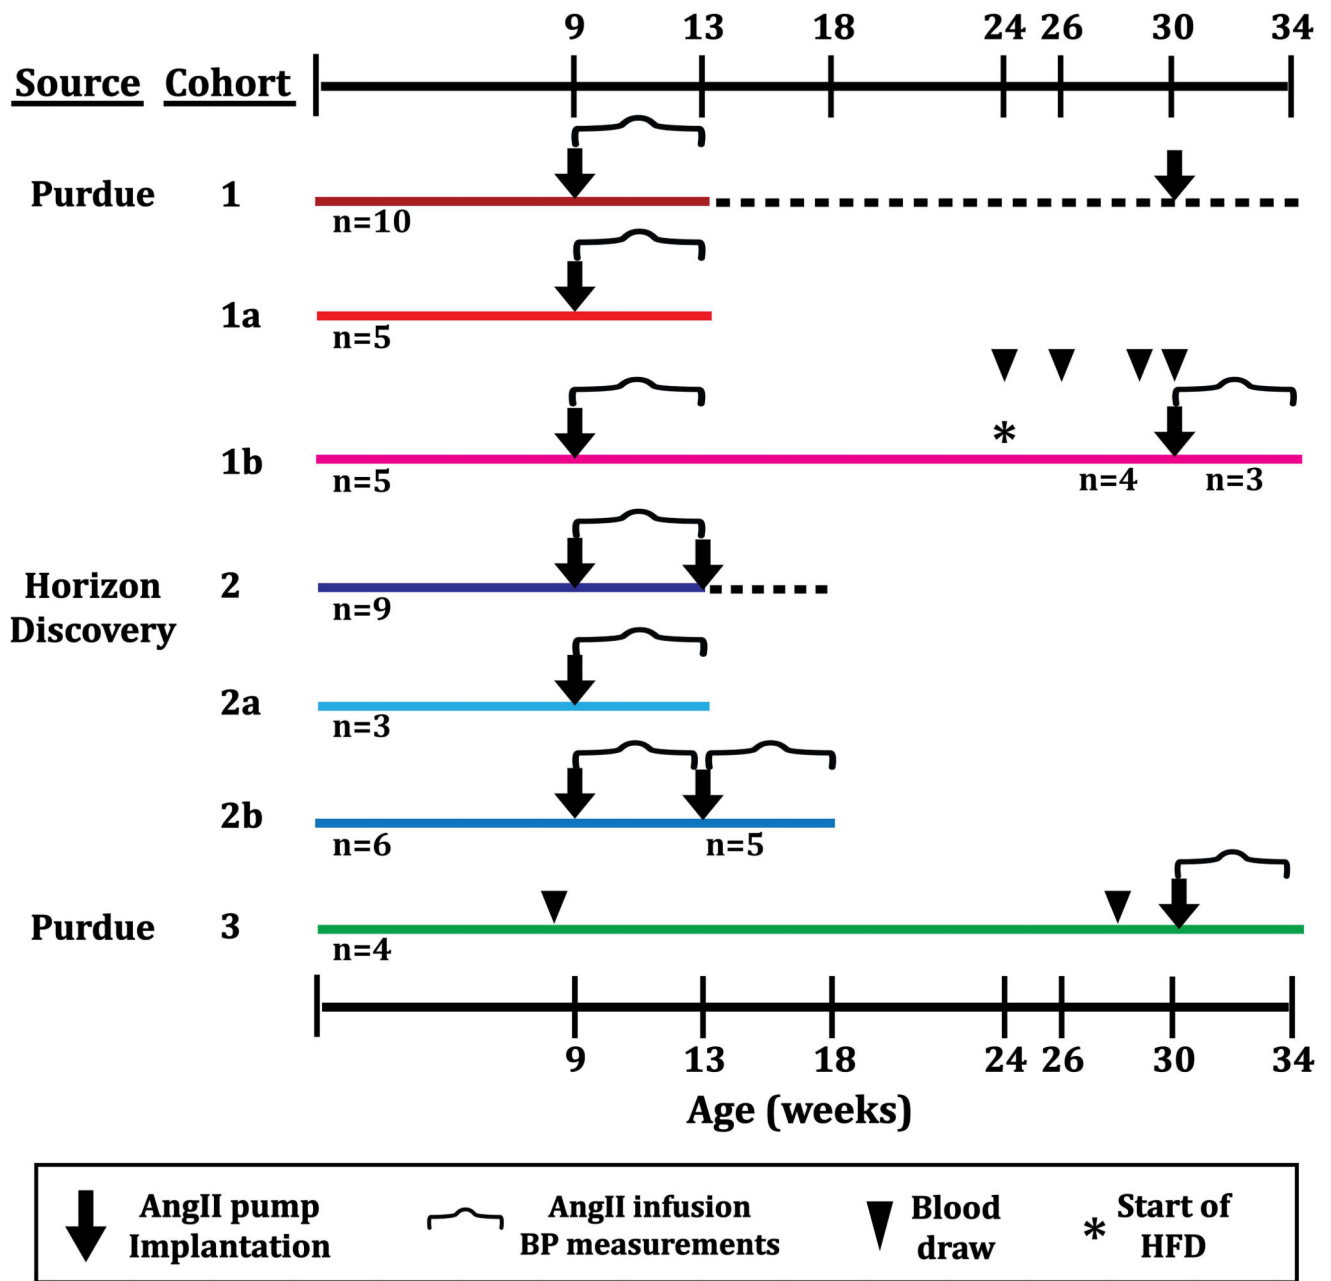 9 13 18 24 26 30 34
Source Cohort
Purdue 1
n=10
1a
n=5
1b
*
n=5 n=4 n=3
Horizon
Discovery
2
n=9
2a
n=3
2b
n=6 n=5
Purdue 3
n=4
9 13 18 24 26 30 34
Age (weeks)
AngII pump
Implantation
AngII infusion
BP measurements
Blood
draw
* Start of
HFD